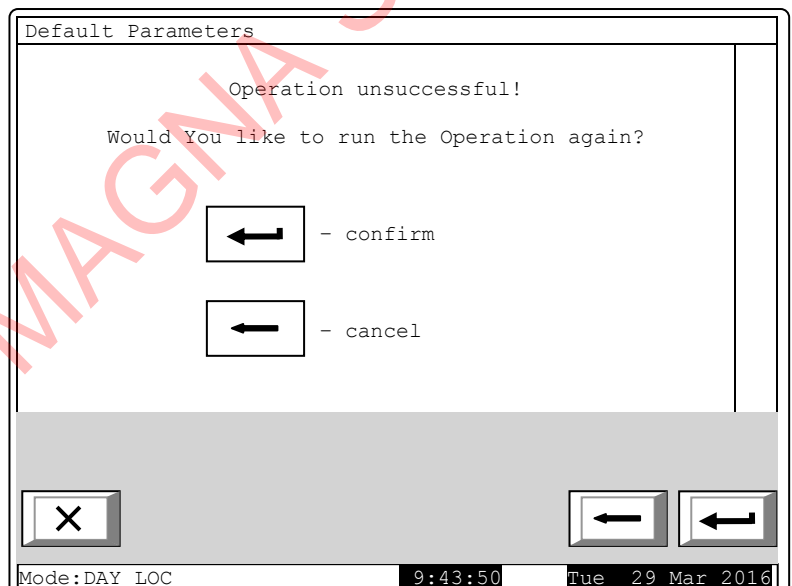 Default Parameters
Operation unsuccessful!
Would You like to run the Operation again?
- confirm
- cancel
Mode:DAY LOC 9:43:50 Tue 29 Mar 2016
MAGNA